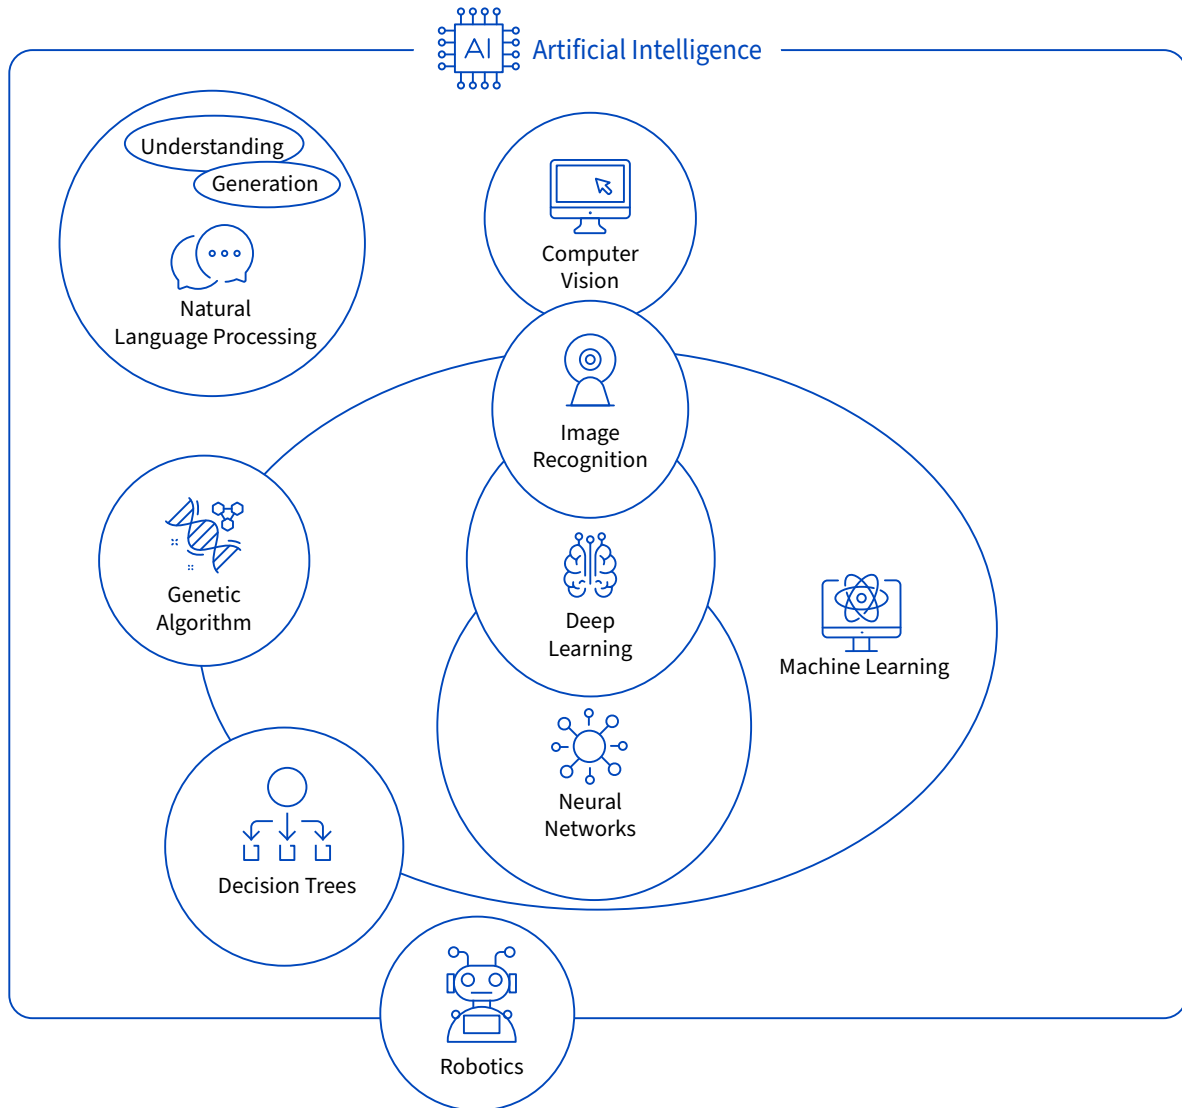 AI
Artificial Intelligence
Understanding
Generation
Natural
Language Processing
Computer
Vision
Image
Recognition
Genetic
Algorithm
Deep
Learning
Machine Learning
Neural
Networks
Decision Trees
Robotics